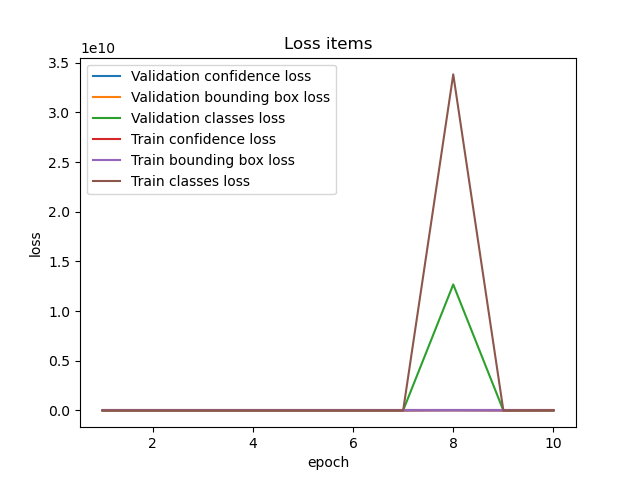 Loss items
1e10
3.5
3.0
2.5
2.0
1.5
1.0
0.5
0.0
loss
Validation confidence loss
Validation bounding box loss
Validation classes loss
Train confidence loss
Train bounding box loss
Train classes loss
2 4 6 8 10
epoch